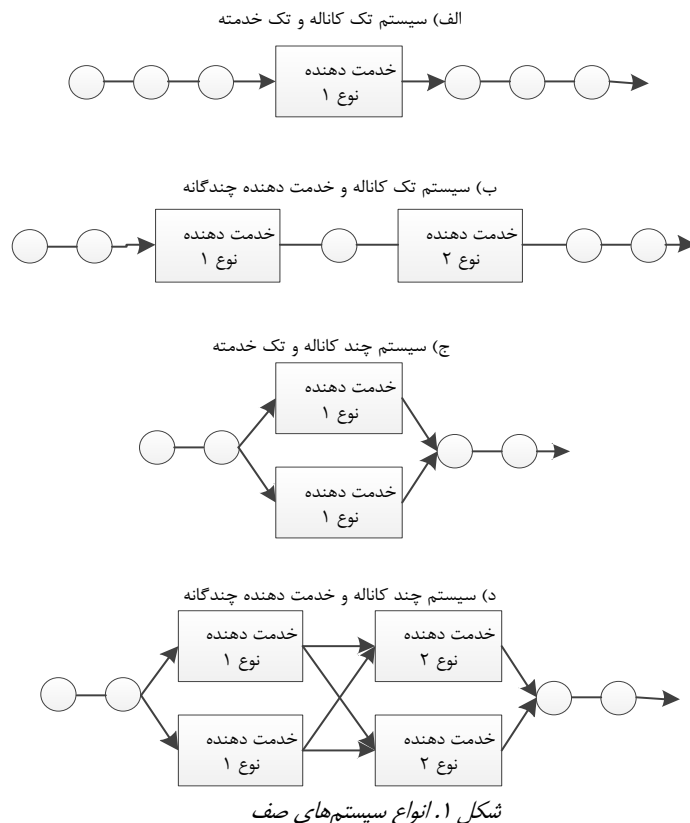 الف) سیستم تک کاناله و تک خدمته
خدمت دهنده
نوع ۱
ب) سیستم تک کاناله و خدمت دهنده چندگانه
خدمت دهنده
نوع ۱
خدمت دهنده
نوع ۲
ج) سیستم چند کاناله و تک خدمته
خدمت دهنده
نوع ۱
خدمت دهنده
نوع ۱
د) سیستم چند کاناله و خدمت دهنده چندگانه
خدمت دهنده
نوع ۱
خدمت دهنده
نوع ۲
خدمت دهنده
نوع ۱
خدمت دهنده
نوع ۲
شکل ۱. انواع سیستم‌های صف